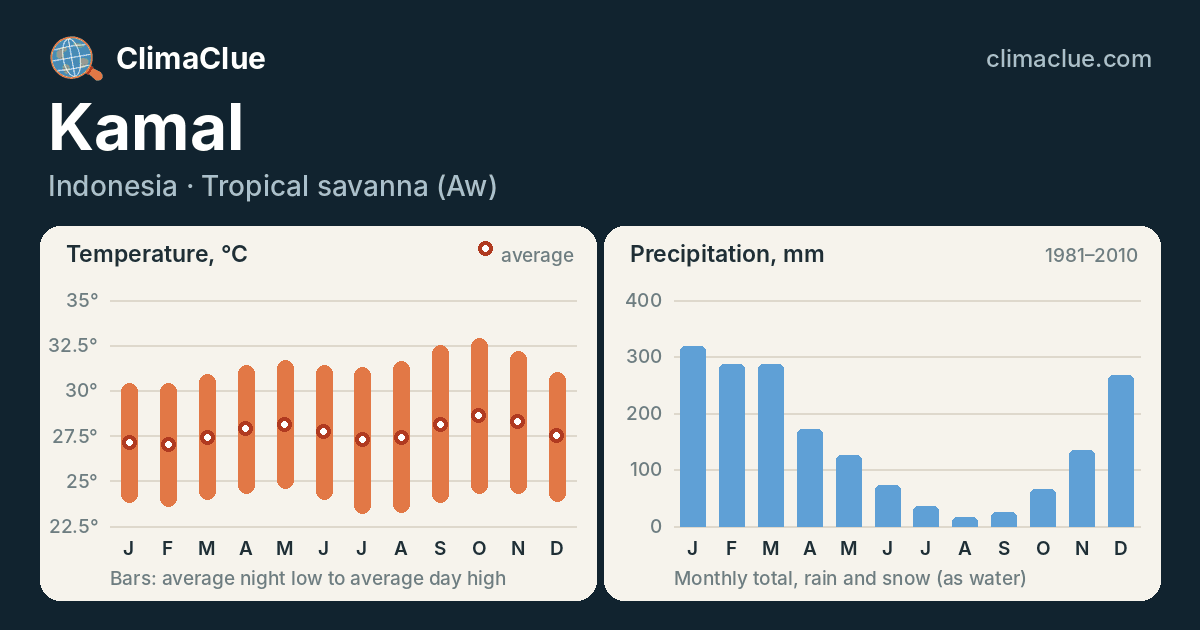 ClimaClue
climaclue.com
Kamal
Indonesia · Tropical savanna (Aw)
Temperature, °C
average
35°
32.5°
30°
27.5°
25°
22.5°
J F M A M J J A S O N D
Bars: average night low to average day high
Precipitation, mm
1981–2010
400
300
200
100
0
J F M A M J J A S O N D
Monthly total, rain and snow (as water)